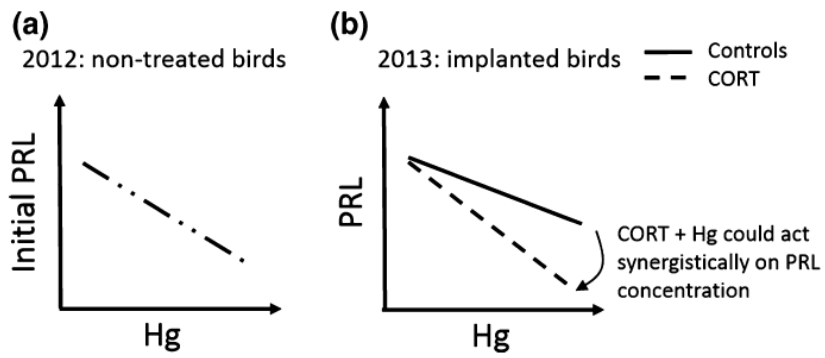 (a)
2012: non-treated birds
Initial PRL
Hg
(b)
2013: implanted birds
Controls
CORT
PRL
Hg
CORT + Hg could act
synergistically on PRL
concentration